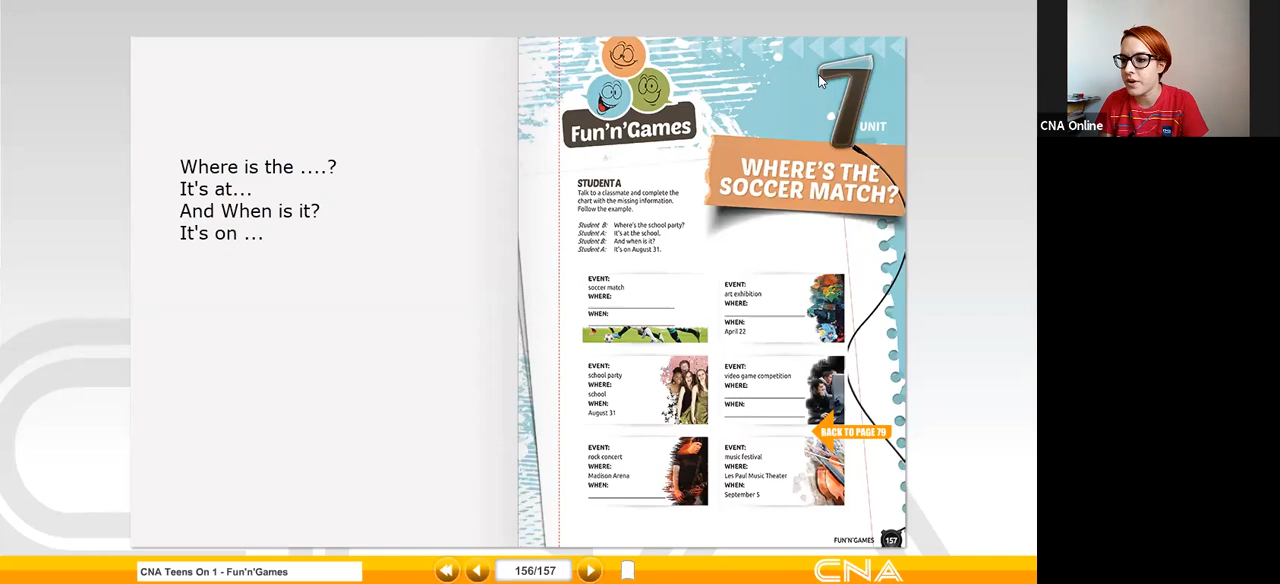 Where is the ....?
It's at...
And When is it?
It's on ...
Fun'n'Games
7
UNIT
WHERE'S THE
SOCCER MATCH?
STUDENT A
Talk to a classmate and complete the
chart with the missing information.
Follow the example.
Student B: Where's the school party?
Student A: It's at the school.
Student B: And when is it?
Student A: It's on August 31.
EVENT:
soccer match
WHERE:
WHEN:
EVENT:
art exhibition
WHERE:
WHEN:
April 22
EVENT:
school party
WHERE:
school
WHEN:
August 31
EVENT:
video game competition
WHERE:
WHEN:
BACK TO PAGE 79
EVENT:
rock concert
WHERE:
Madison Arena
WHEN:
EVENT:
music festival
WHERE:
Les Paul Music Theater
WHEN:
September 5
FUN'N'GAMES 157
CNA Teens On 1 - Fun'n'Games
156/157
CNA
CNA Online